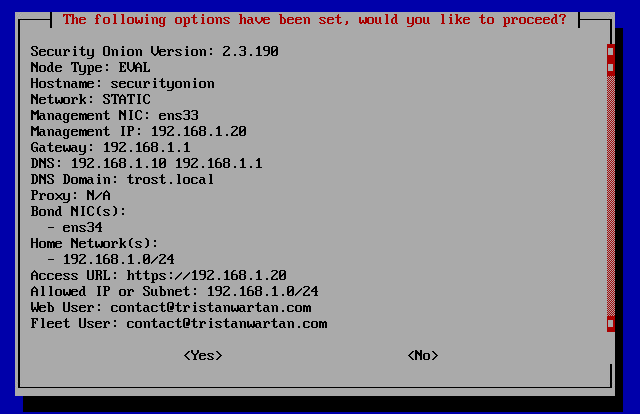 The following options have been set, would you like to proceed?
Security Onion Version: 2.3.190
Node Type: EVAL
Hostname: securityonion
Network: STATIC
Management NIC: ens33
Management IP: 192.168.1.20
Gateway: 192.168.1.1
DNS: 192.168.1.10 192.168.1.1
DNS Domain: trost.local
Proxy: N/A
Bond NIC(s):
- ens34
Home Network(s):
- 192.168.1.0/24
Access URL: https://192.168.1.20
Allowed IP or Subnet: 192.168.1.0/24
Web User: contact@tristanwartan.com
Fleet User: contact@tristanwartan.com
<Yes> <No>